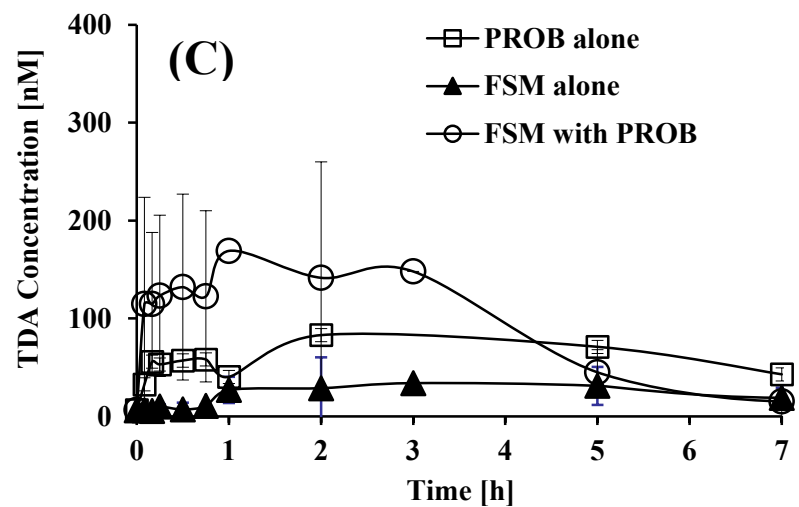 400
(C)
PROB alone
FSM alone
FSM with PROB
300
200
100
0
TDA Concentration [nM]
0 1 2 3 4 5 6 7
Time [h]